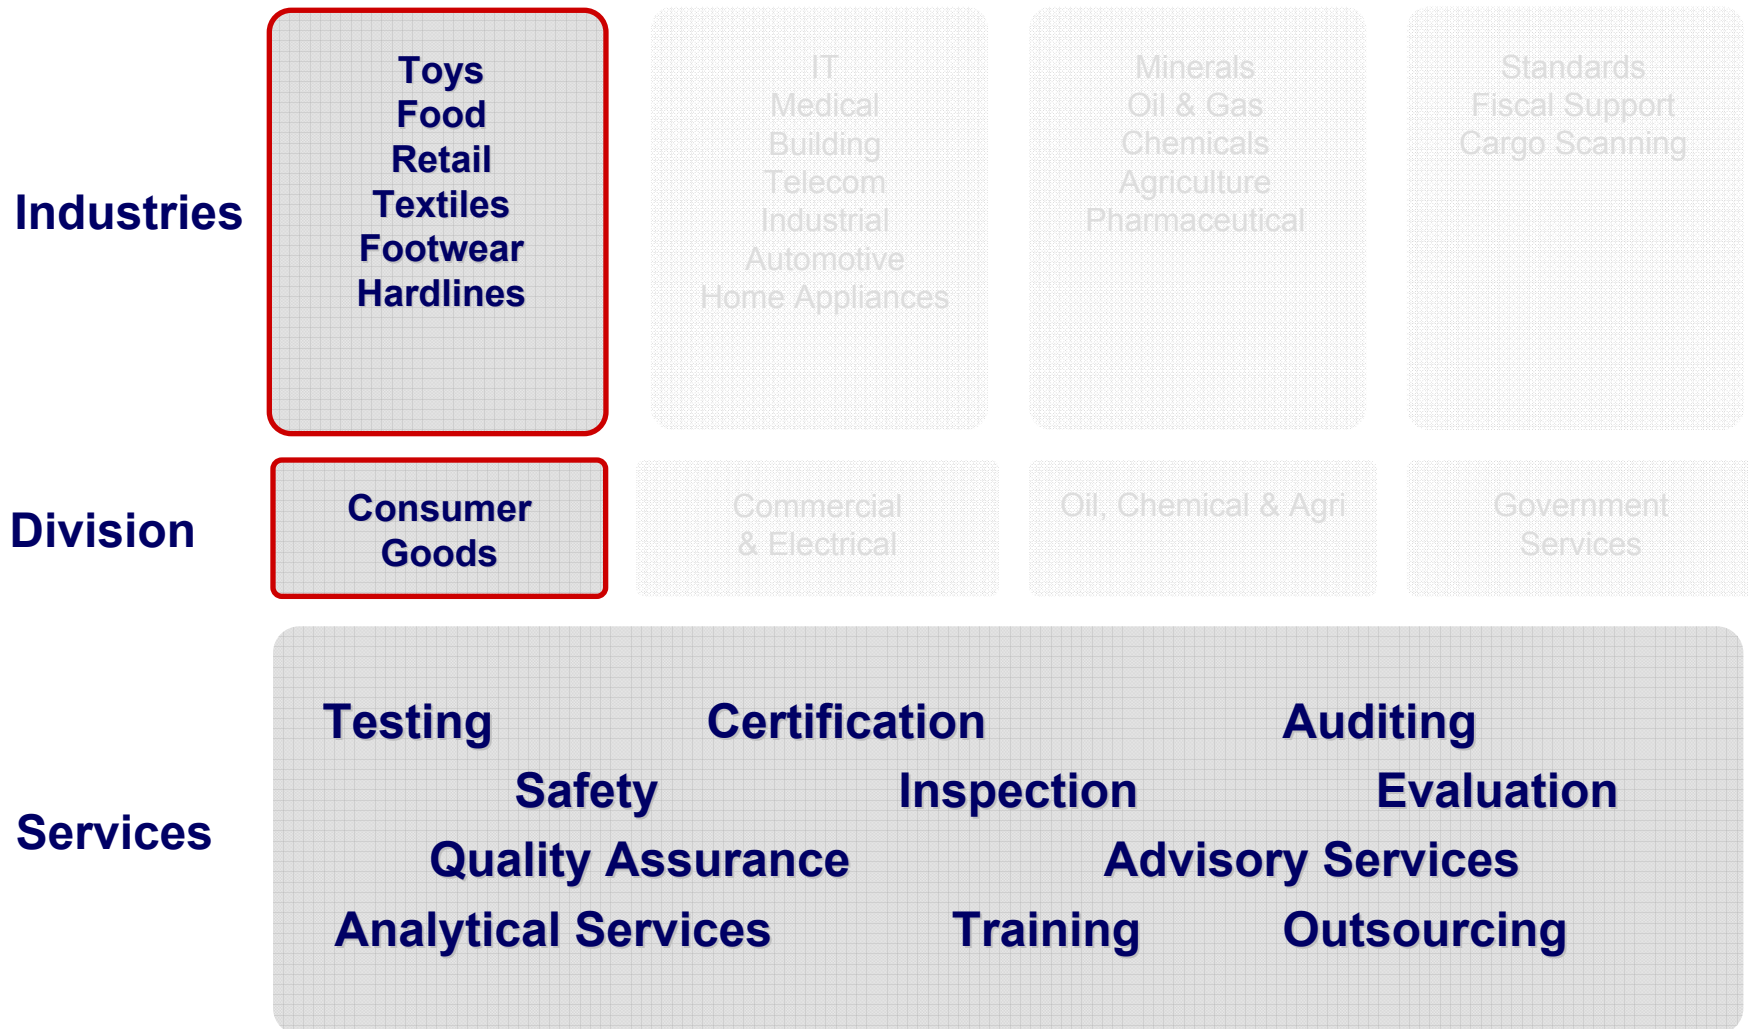 Industries
Toys
Food
Retail
Textiles
Footwear
Hardlines
IT
Medical
Building
Telecom
Industrial
Automotive
Home Appliances
Minerals
Oil & Gas
Chemicals
Agriculture
Pharmaceutical
Standards
Fiscal Support
Cargo Scanning
Division
Consumer
Goods
Commercial
& Electrical
Oil, Chemical & Agri
Government
Services
Services
Testing Certification Auditing
Safety Inspection Evaluation
Quality Assurance Advisory Services
Analytical Services Training Outsourcing